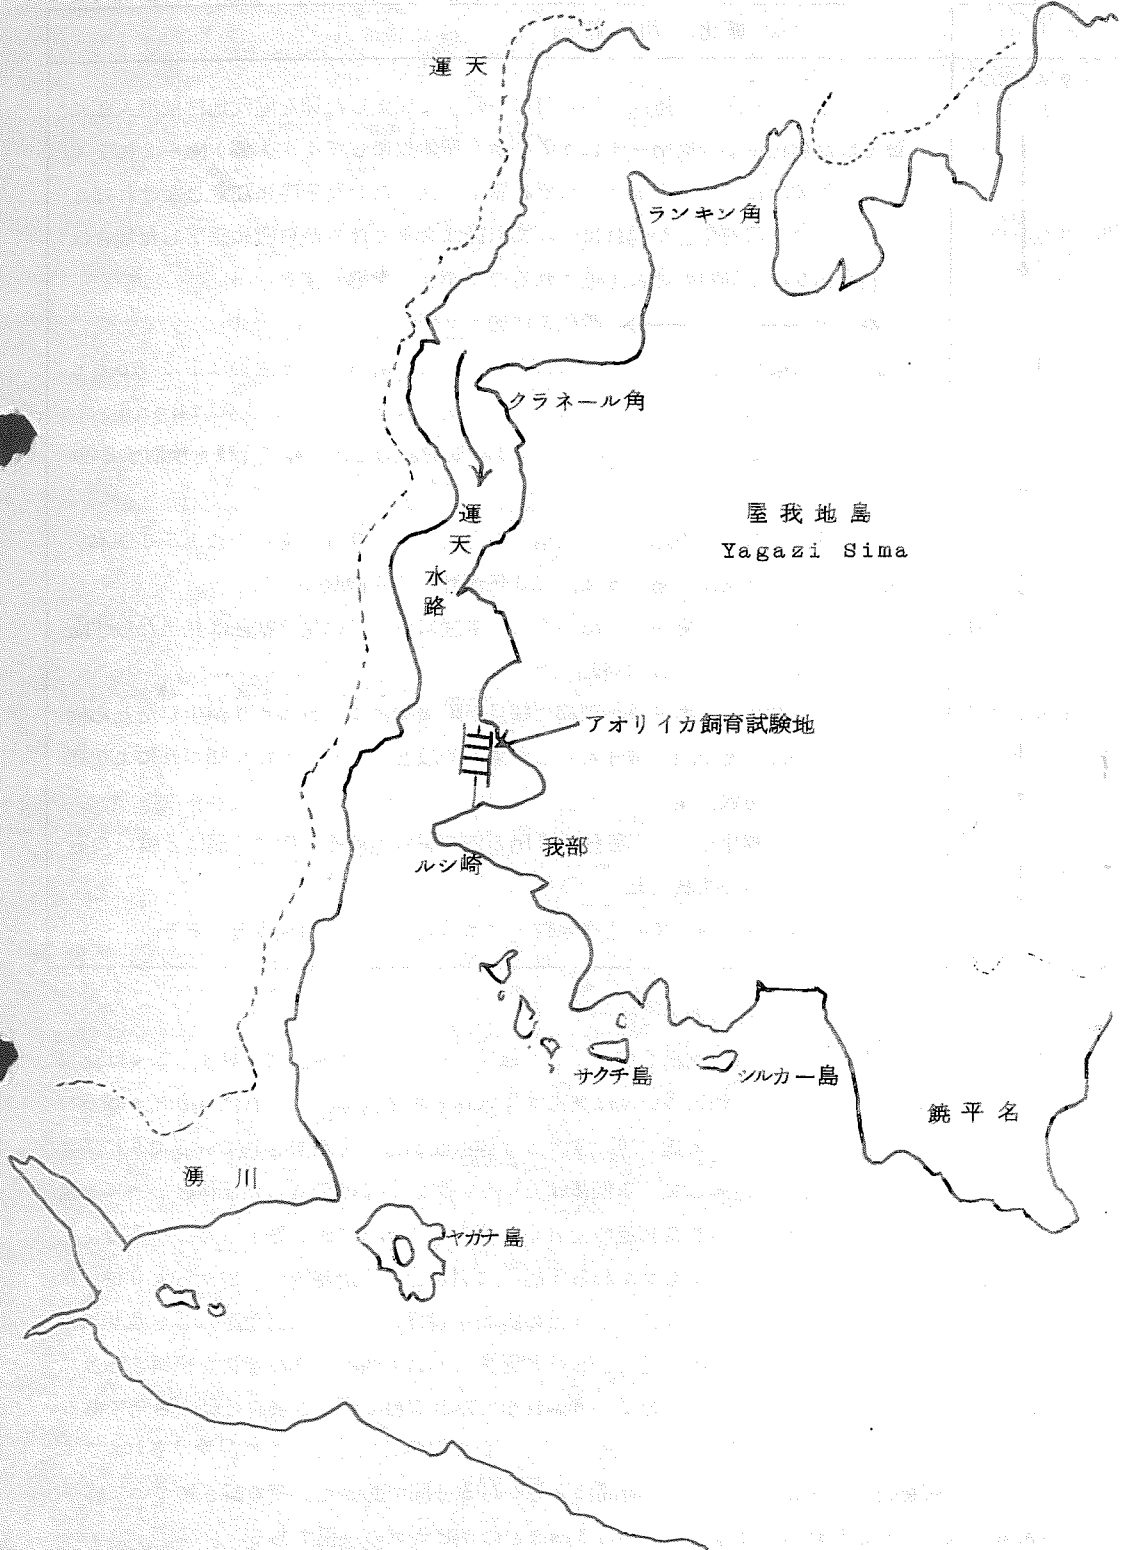 運天
ランキン角
クラネール角
運天水路
屋我地島
Yagazi Sima
アオリイカ飼育試験地
我部
ルシ崎
サクチ島
シルカー島
饒平名
湧川
ヤガナ島